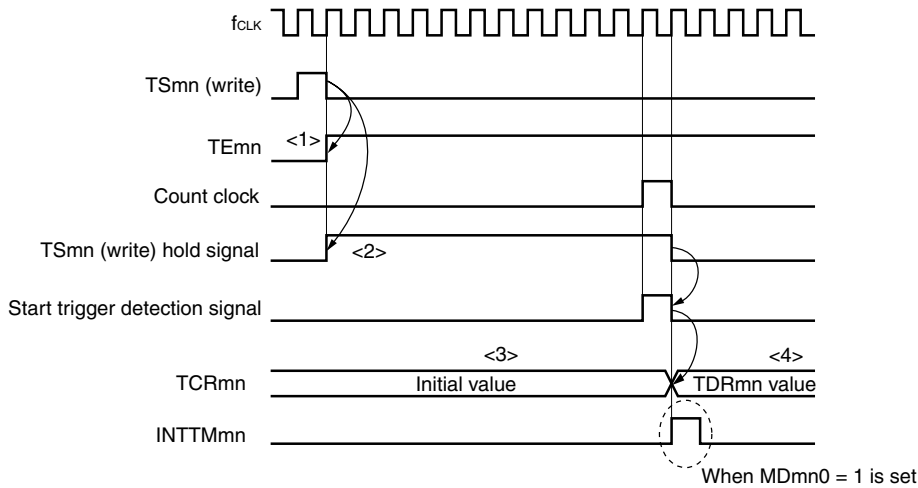 fCLK
TSmn (write)
<1>
TEmn
Count clock
TSmn (write) hold signal
<2>
Start trigger detection signal
<3>
<4>
TCRmn
Initial value
TDRmn value
INTTMmn
When MDmn0 = 1 is set